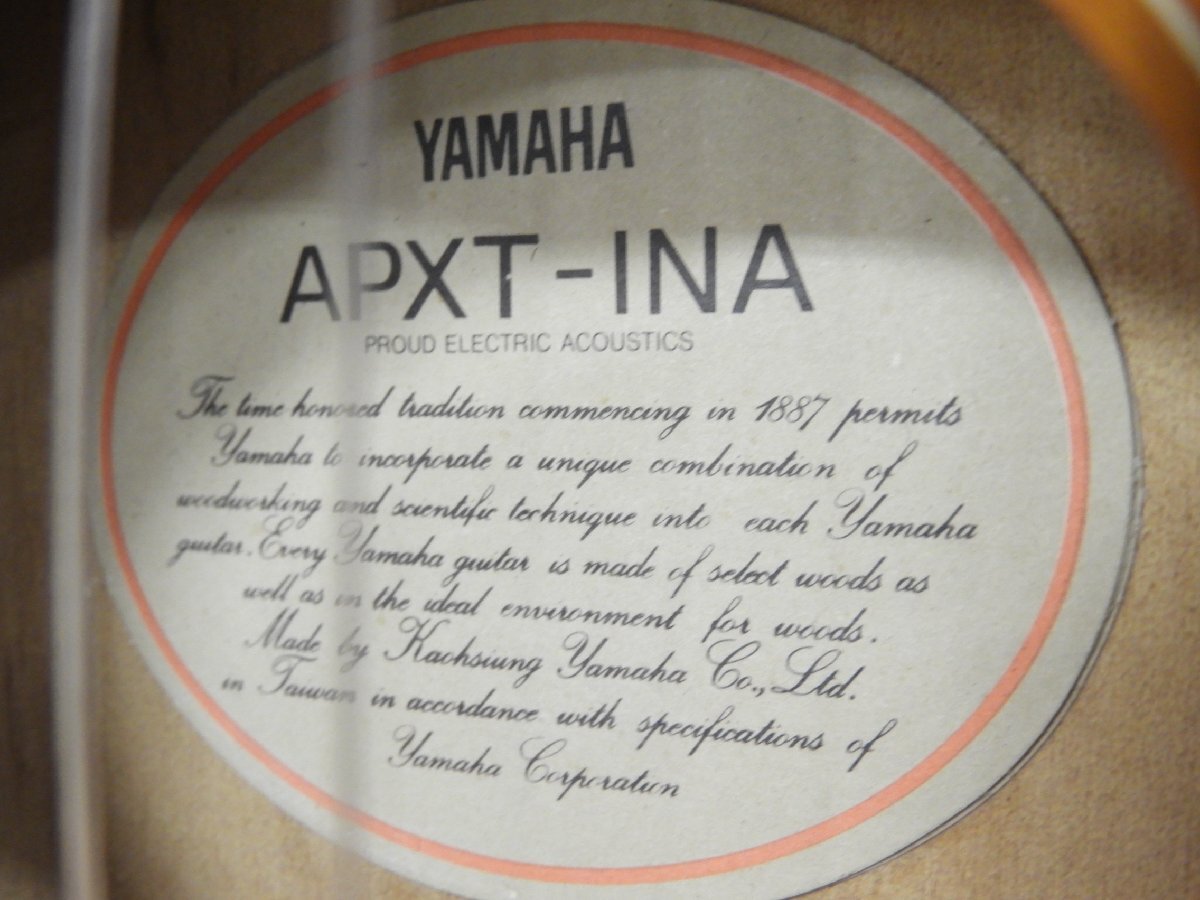 YAMAHA
APXT-INA
PROUD ELECTRIC ACOUSTICS
The time honored tradition commencing in 1887 permits
Yamaha to incorporate a unique combination of
woodworking and scientific technique into each Yamaha
guitar. Every Yamaha guitar is made of select woods as
well as in the ideal environment for woods.
Made by Kaohsiung Yamaha Co., Ltd.
in Taiwan in accordance with specifications of
Yamaha Corporation